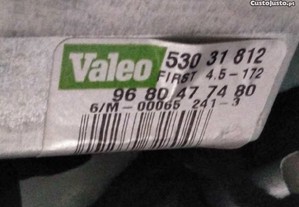 CustoJusto.pt
Valeo
530 31 812
FIRST 4.5-172
96 80 47 74 80
6/M-00065 241-3